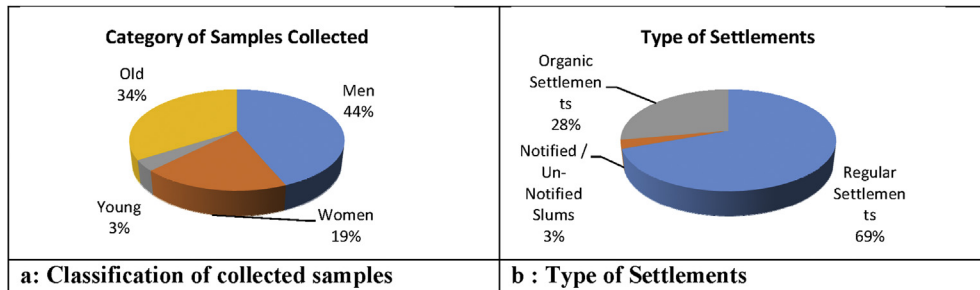 Category of Samples Collected
Old
34%
Men
44%
Young
3%
Women
19%
a: Classification of collected samples
Type of Settlements
Organic
Settlemen
ts
28%
Notified /
Un-
Notified
Slums
3%
Regular
Settlemen
ts
69%
b : Type of Settlements